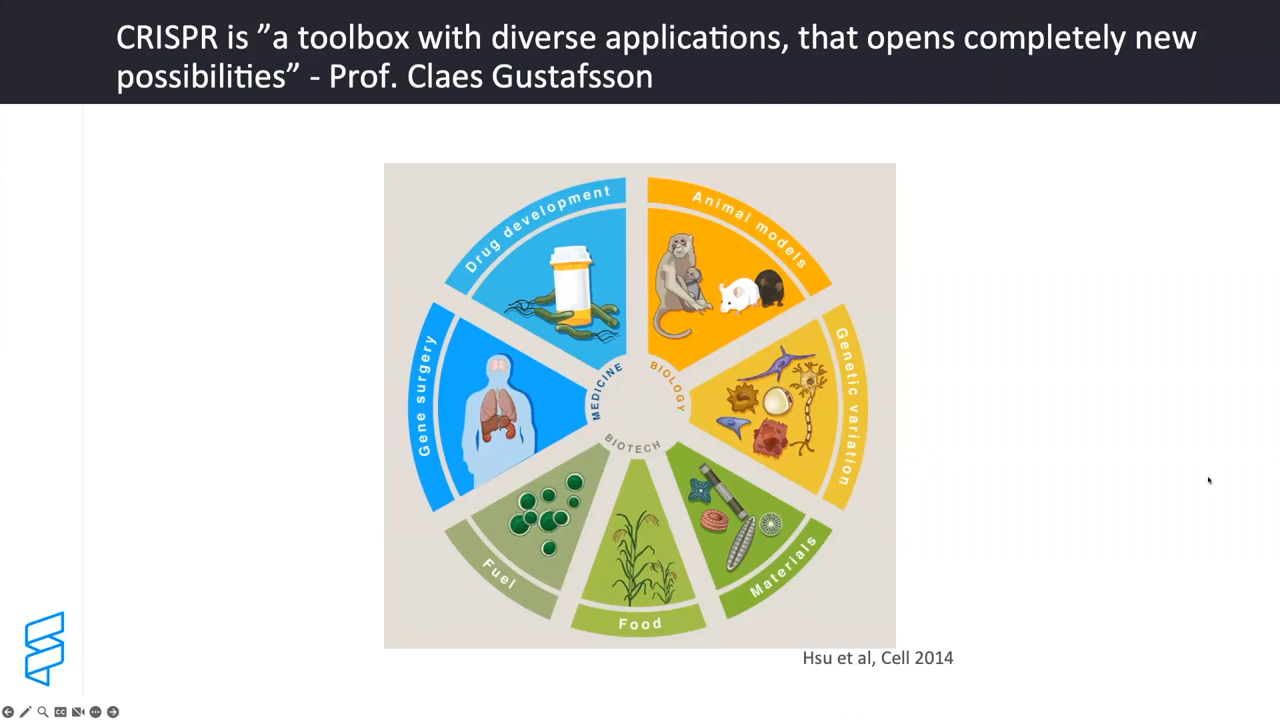 CRISPR is ”a toolbox with diverse applications, that opens completely new
possibilities” - Prof. Claes Gustafsson
Drug development
Animal models
Gene surgery
Genetic variation
MEDICINE
BIOLOGY
BIOTECH
Fuel
Food
Materials
Hsu et al, Cell 2014
CC